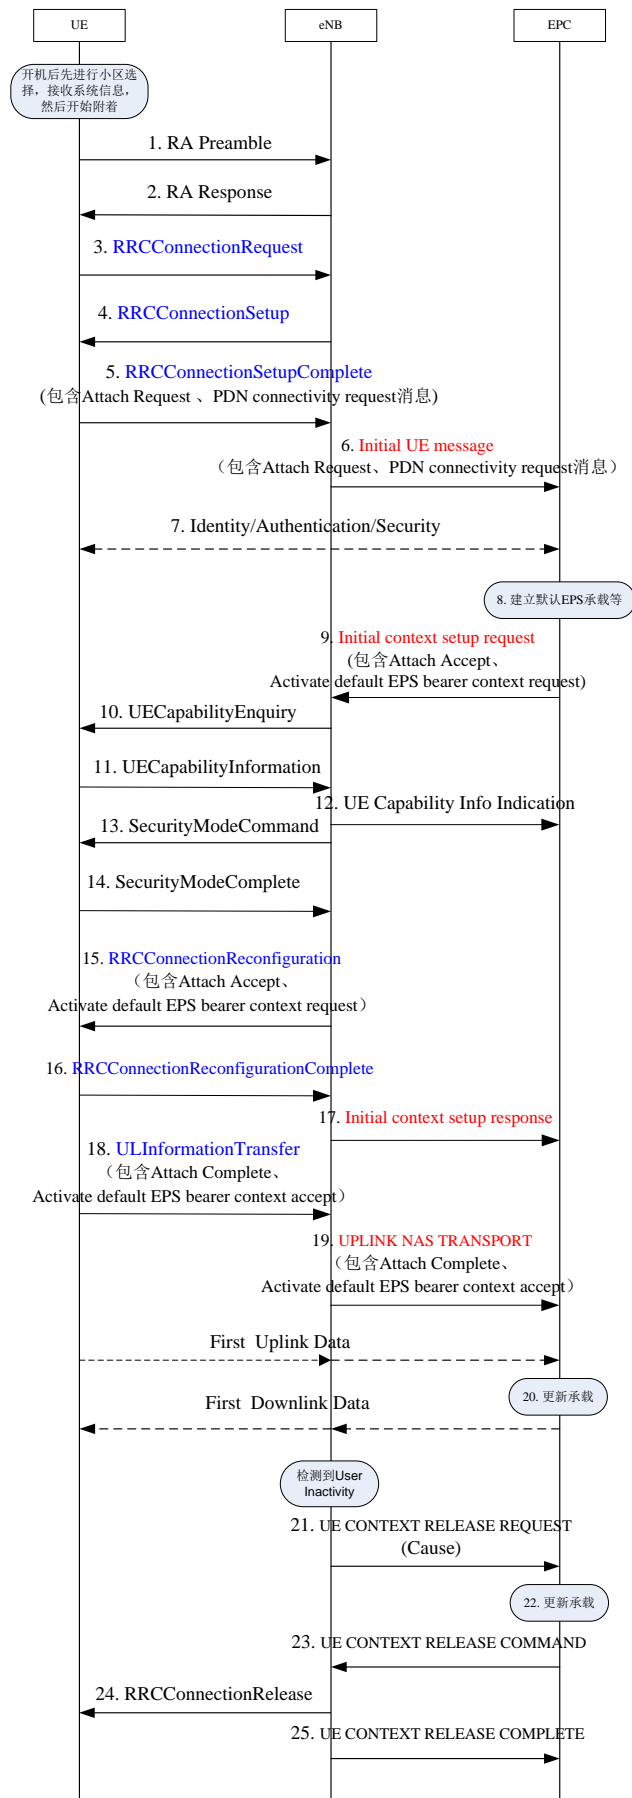 UE
eNB
EPC
开机后先进行小区选
择，接收系统信息，
然后开始附着
1. RA Preamble
2. RA Response
3. RRCConnectionRequest
4. RRCConnectionSetup
5. RRCConnectionSetupComplete
(包含Attach Request 、PDN connectivity request消息)
6. Initial UE message
（包含Attach Request、PDN connectivity request消息）
7. Identity/Authentication/Security
8. 建立默认EPS承载等
9. Initial context setup request
(包含Attach Accept、
Activate default EPS bearer context request)
10. UECapabilityEnquiry
11. UECapabilityInformation
12. UE Capability Info Indication
13. SecurityModeCommand
14. SecurityModeComplete
15. RRCConnectionReconfiguration
（包含Attach Accept、
Activate default EPS bearer context request）
16. RRCConnectionReconfigurationComplete
17. Initial context setup response
18. ULInformationTransfer
（包含Attach Complete、
Activate default EPS bearer context accept）
19. UPLINK NAS TRANSPORT
（包含Attach Complete、
Activate default EPS bearer context accept）
First Uplink Data
20. 更新承载
First Downlink Data
检测到User
Inactivity
21. UE CONTEXT RELEASE REQUEST
(Cause)
22. 更新承载
23. UE CONTEXT RELEASE COMMAND
24. RRCConnectionRelease
25. UE CONTEXT RELEASE COMPLETE